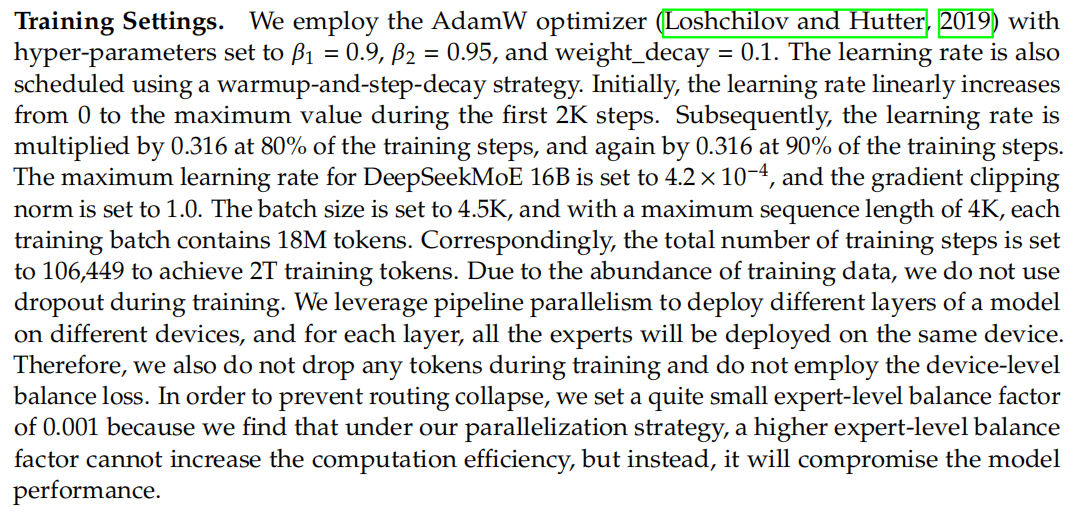 Training Settings. We employ the AdamW optimizer (Loshchilov and Hutter, 2019) with
hyper-parameters set to β₁ = 0.9, β₂ = 0.95, and weight_decay = 0.1. The learning rate is also
scheduled using a warmup-and-step-decay strategy. Initially, the learning rate linearly increases
from 0 to the maximum value during the first 2K steps. Subsequently, the learning rate is
multiplied by 0.316 at 80% of the training steps, and again by 0.316 at 90% of the training steps.
The maximum learning rate for DeepSeekMoE 16B is set to 4.2 × 10⁻⁴, and the gradient clipping
norm is set to 1.0. The batch size is set to 4.5K, and with a maximum sequence length of 4K, each
training batch contains 18M tokens. Correspondingly, the total number of training steps is set
to 106,449 to achieve 2T training tokens. Due to the abundance of training data, we do not use
dropout during training. We leverage pipeline parallelism to deploy different layers of a model
on different devices, and for each layer, all the experts will be deployed on the same device.
Therefore, we also do not drop any tokens during training and do not employ the device-level
balance loss. In order to prevent routing collapse, we set a quite small expert-level balance factor
of 0.001 because we find that under our parallelization strategy, a higher expert-level balance
factor cannot increase the computation efficiency, but instead, it will compromise the model
performance.